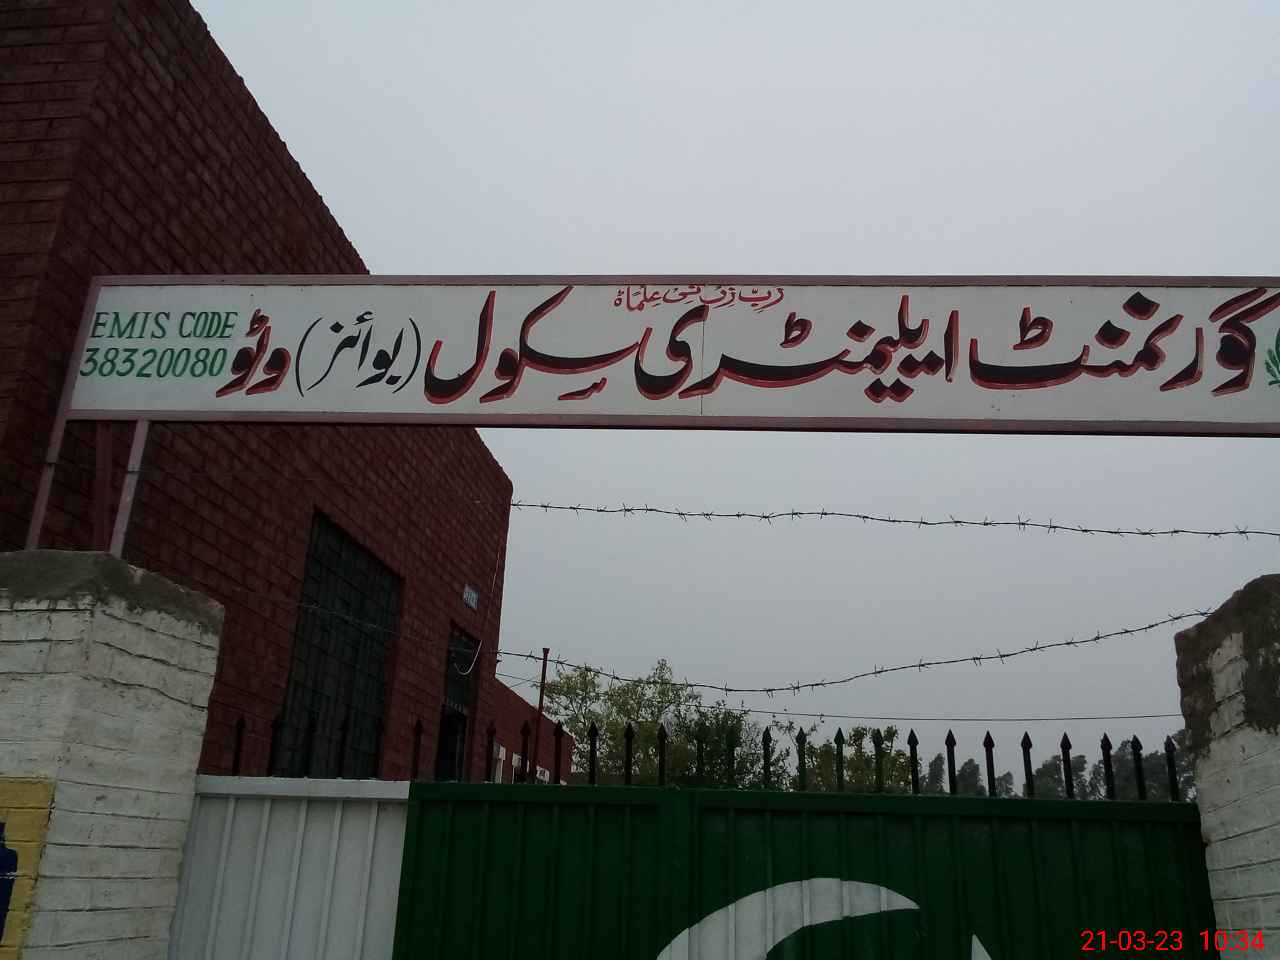 رَبِّ زِدْنِی عِلْمًا
گورنمنٹ ایلیمنٹری سکول (بوائز) وٹو
EMIS CODE
38320080
21-03-23 10:34